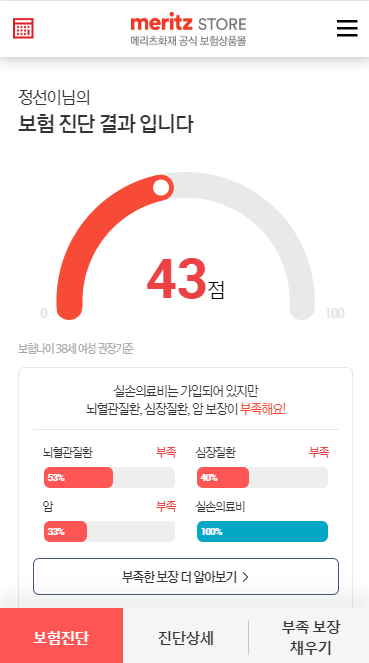 meritz STORE
메리츠화재 공식 보험상품몰
정선이님의
보험 진단 결과 입니다
43점
0
100
보험나이 38세 여성 권장기준
실손의료비는 가입되어 있지만
뇌혈관질환, 심장질환, 암 보장이 부족해요!
뇌혈관질환 부족
심장질환 부족
53%
40%
암 부족
실손의료비
33%
100%
부족한 보장 더 알아보기
보험진단
진단상세
부족 보장
채우기